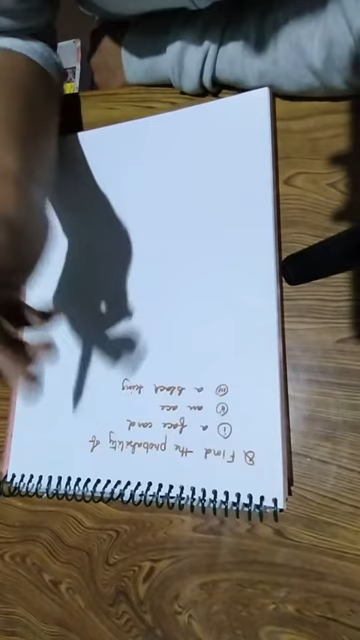 Q Find the probability of
(i) a face card
(ii) an ace
(iii) a black king